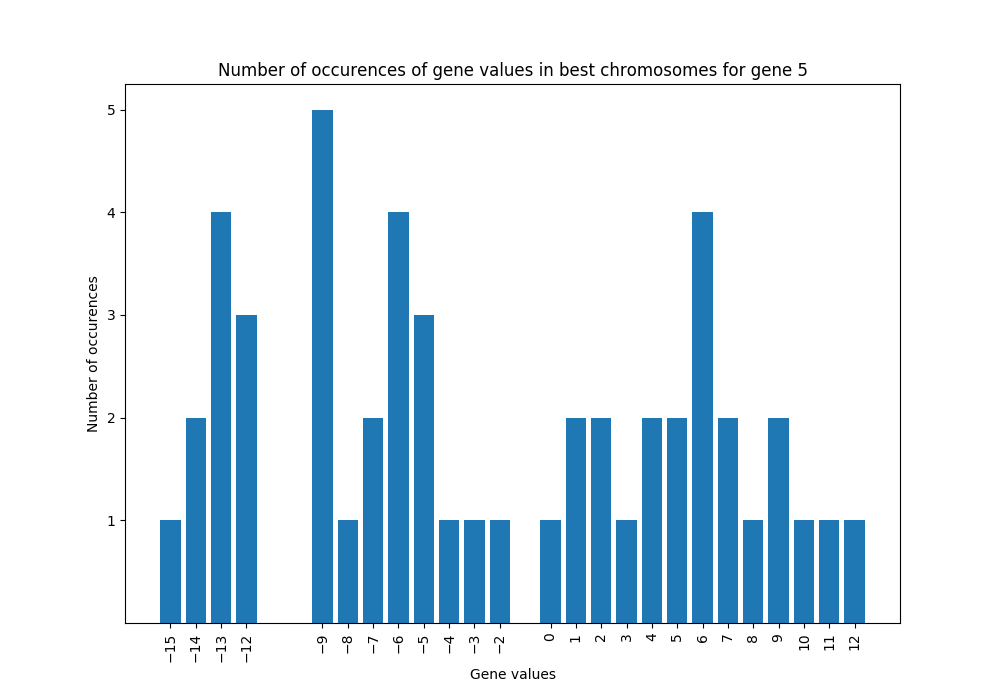 Number of occurences of gene values in best chromosomes for gene 5
5
4
3
2
1
Number of occurences
−15 −14 −13 −12 −9 −8 −7 −6 −5 −4 −3 −2 0 1 2 3 4 5 6 7 8 9 10 11 12
Gene values